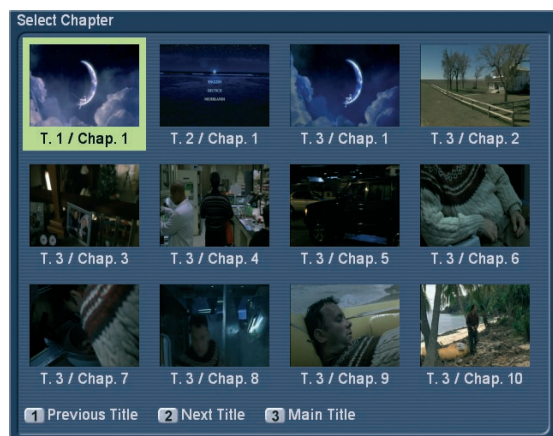 Select Chapter
T. 1 / Chap. 1 T. 2 / Chap. 1 T. 3 / Chap. 1 T. 3 / Chap. 2
T. 3 / Chap. 3 T. 3 / Chap. 4 T. 3 / Chap. 5 T. 3 / Chap. 6
T. 3 / Chap. 7 T. 3 / Chap. 8 T. 3 / Chap. 9 T. 3 / Chap. 10
1 Previous Title 2 Next Title 3 Main Title